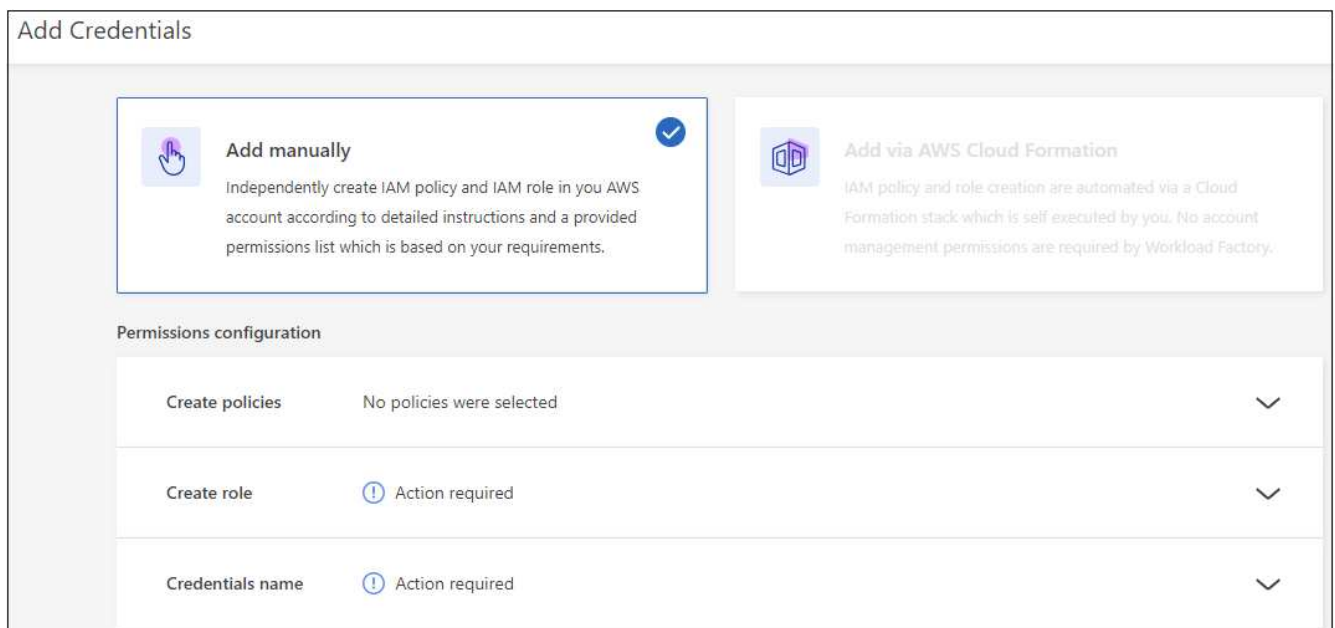 Add Credentials
Add manually
Independently create IAM policy and IAM role in you AWS
account according to detailed instructions and a provided
permissions list which is based on your requirements.
Add via AWS Cloud Formation
IAM policy and role creation are automated via a Cloud
Formation stack which is self executed by you. No account
management permissions are required by Workload Factory.
Permissions configuration
Create policies No policies were selected
Create role Action required
Credentials name Action required